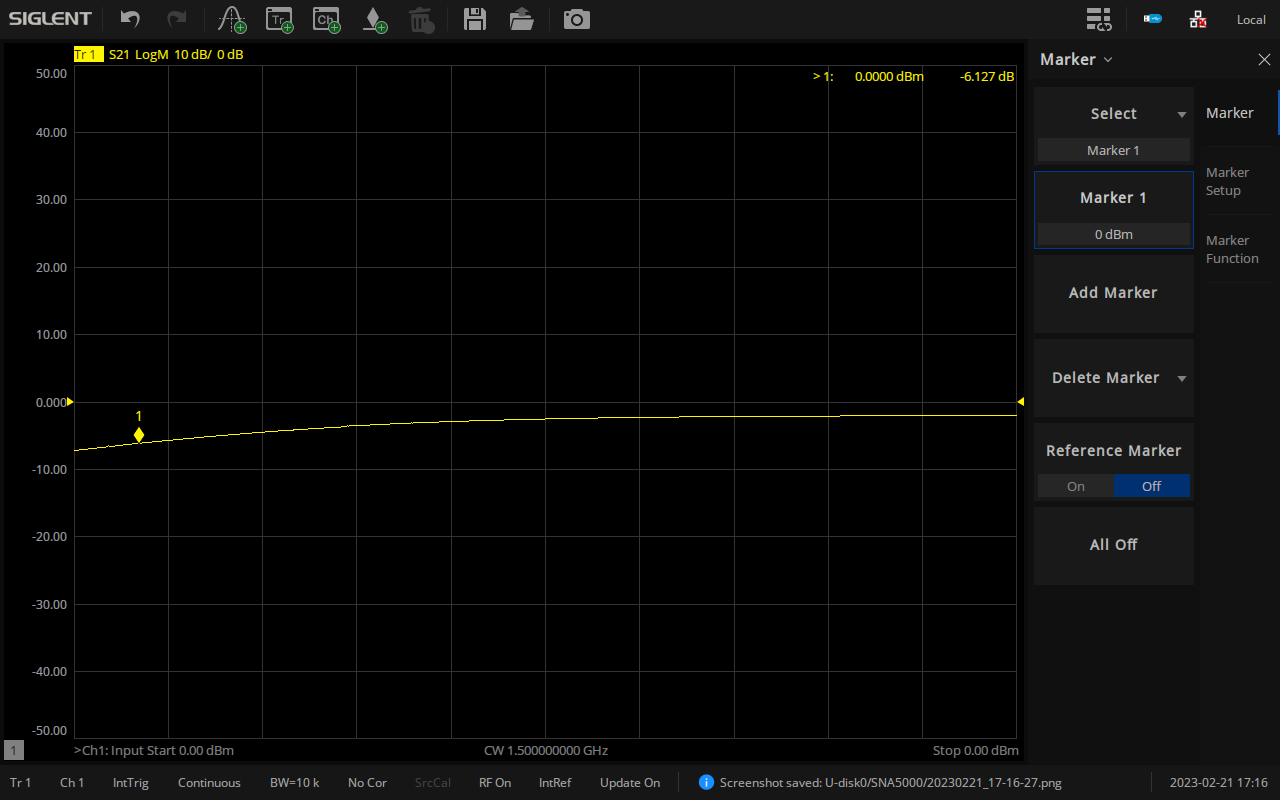 SIGLENT Tr Ch Local
Tr 1 S21 LogM 10 dB/ 0 dB
> 1: 0.0000 dBm -6.127 dB
50.00
40.00
30.00
20.00
10.00
0.000
-10.00
-20.00
-30.00
-40.00
-50.00
1
1 >Ch1: Input Start 0.00 dBm CW 1.500000000 GHz Stop 0.00 dBm
Marker
Select
Marker 1
Marker 1
0 dBm
Add Marker
Delete Marker
Reference Marker
On Off
All Off
Marker
Marker
Setup
Marker
Function
Tr 1 Ch 1 IntTrig Continuous BW=10 k No Cor SrcCal RF On IntRef Update On Screenshot saved: U-disk0/SNA5000/20230221_17-16-27.png 2023-02-21 17:16